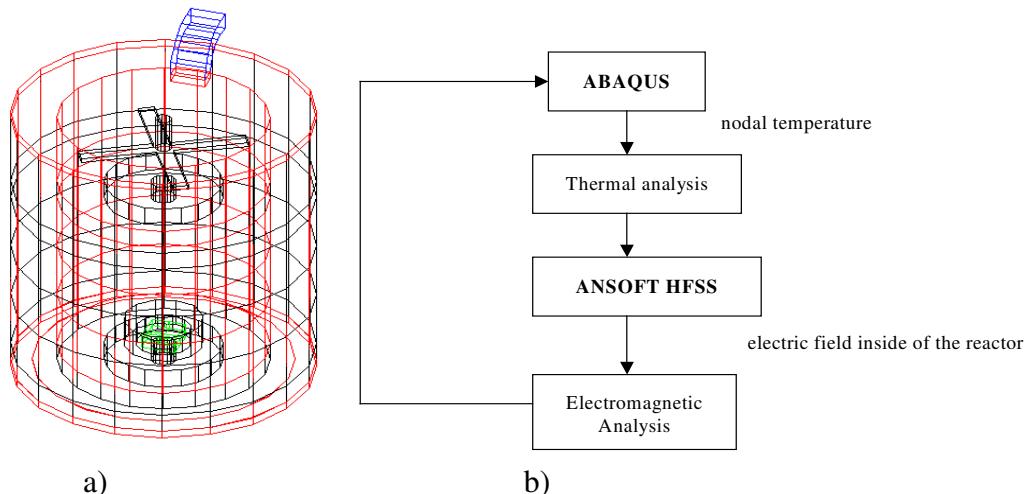 ABAQUS
nodal temperature
Thermal analysis
ANSOFT HFSS
electric field inside of the reactor
Electromagnetic
Analysis
a)
b)